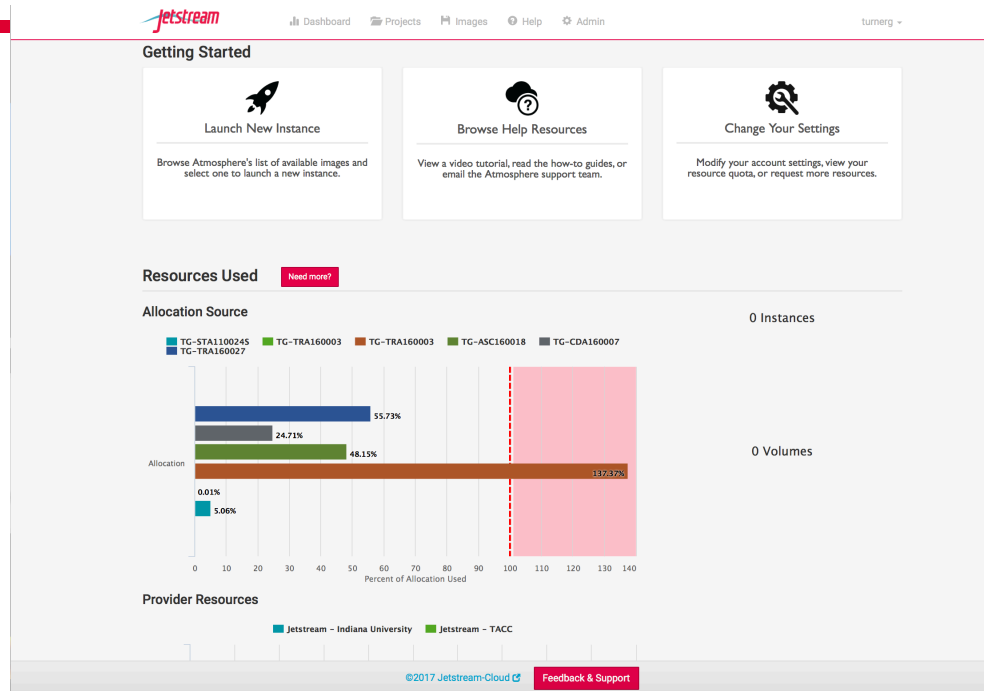 Jetstream
Dashboard Projects Images Help Admin turnerg
Getting Started
Launch New Instance
Browse Atmosphere's list of available images and
select one to launch a new instance.
Browse Help Resources
View a video tutorial, read the how-to guides, or
email the Atmosphere support team.
Change Your Settings
Modify your account settings, view your
resource quota, or request more resources.
Resources Used Need more?
Allocation Source
0 Instances
TG-STA110024S TG-TRA160003 TG-TRA160003 TG-ASC160018 TG-CDA160007
TG-TRA160027
55.73%
24.71%
48.15%
0 Volumes
Allocation
137.37%
0.01%
5.06%
0 10 20 30 40 50 60 70 80 90 100 110 120 130 140
Percent of Allocation Used
Provider Resources
Jetstream - Indiana University Jetstream - TACC
©2017 Jetstream-Cloud Feedback & Support